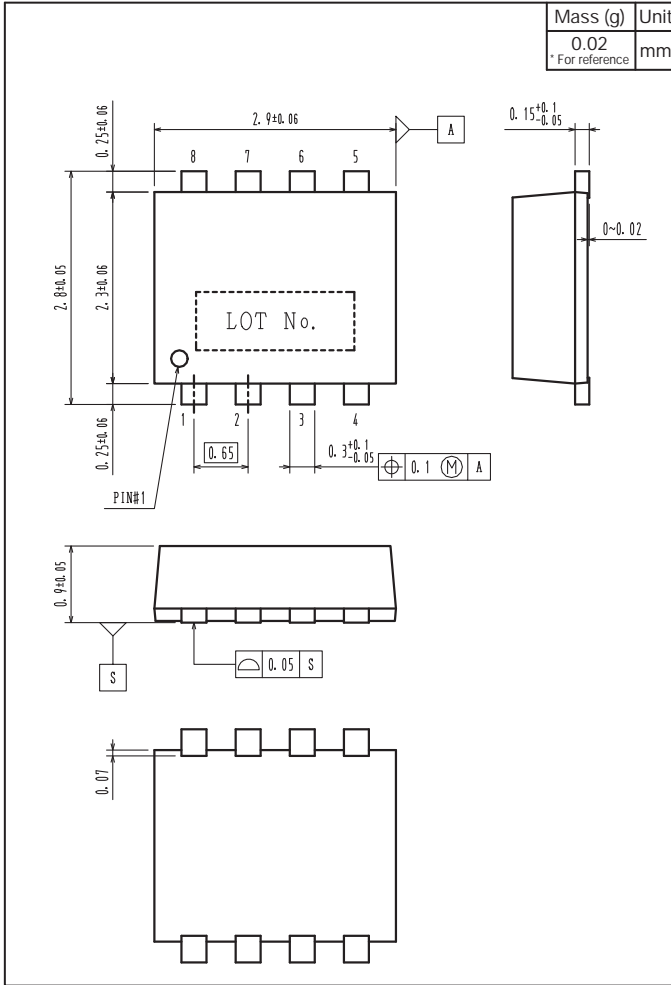 Mass (g) Unit
0.02 mm
* For reference
2.9±0.06
A
0.25±0.06
8 7 6 5
2.8±0.05
2.3±0.06
LOT No.
0.25±0.06
1 2 3 4
0.65
0.3+0.1
-0.05
0.1 M A
PIN#1
0.15+0.1
-0.05
0~0.02
0.9±0.05
S
0.05 S
0.07